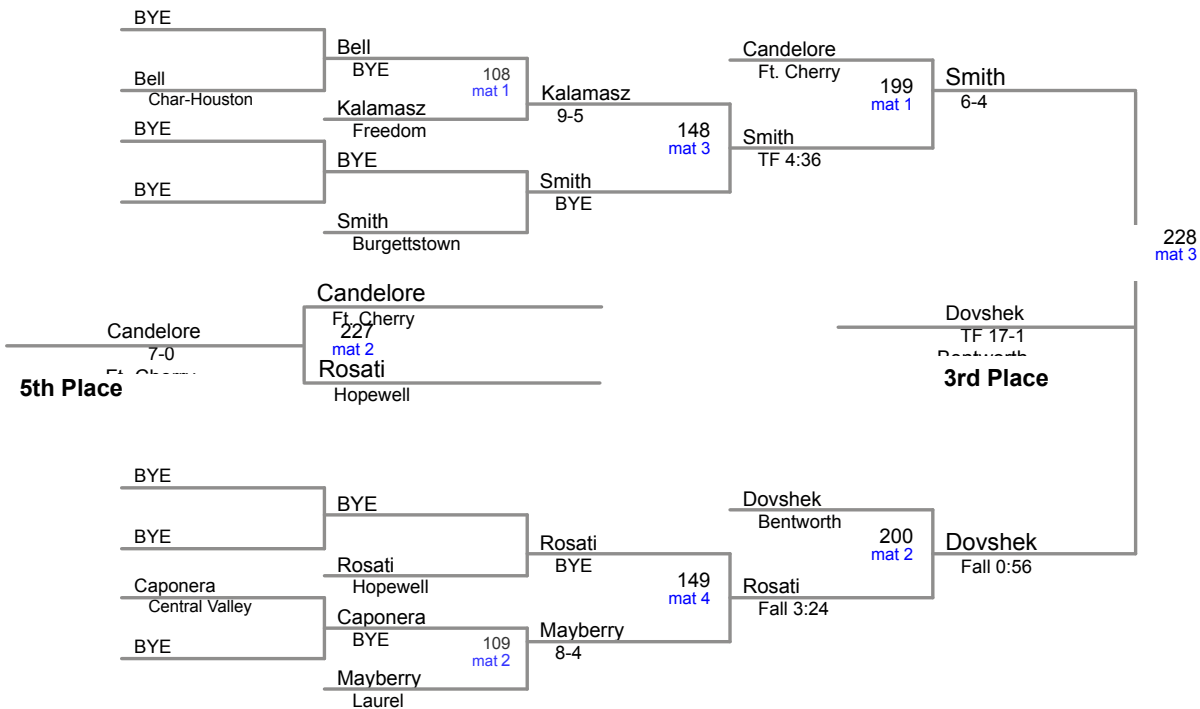 BYE
Bell
Char-Houston
BYE
BYE
Bell
BYE
108
mat 1
Kalamasz
Freedom
BYE
Smith
Burgettstown
Kalamasz
9-5
Smith
BYE
148
mat 3
Candelore
Ft. Cherry
Smith
TF 4:36
199
mat 1
Smith
6-4
228
mat 3
Candelore
7-0
Ft. Cherry
5th Place
Candelore
Ft. Cherry
227
mat 2
Rosati
Hopewell
Dovshek
TF 17-1
Bentworth
3rd Place
BYE
BYE
Caponera
Central Valley
BYE
BYE
Rosati
Hopewell
Caponera
BYE
109
mat 2
Mayberry
Laurel
Rosati
BYE
Mayberry
8-4
149
mat 4
Dovshek
Bentworth
Rosati
Fall 3:24
200
mat 2
Dovshek
Fall 0:56